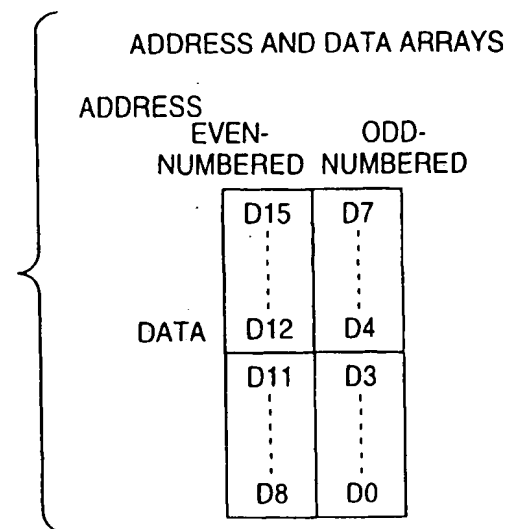 ADDRESS AND DATA ARRAYS
ADDRESS
EVEN- ODD-
NUMBERED NUMBERED
D15 D7
DATA D12 D4
D11 D3
D8 D0